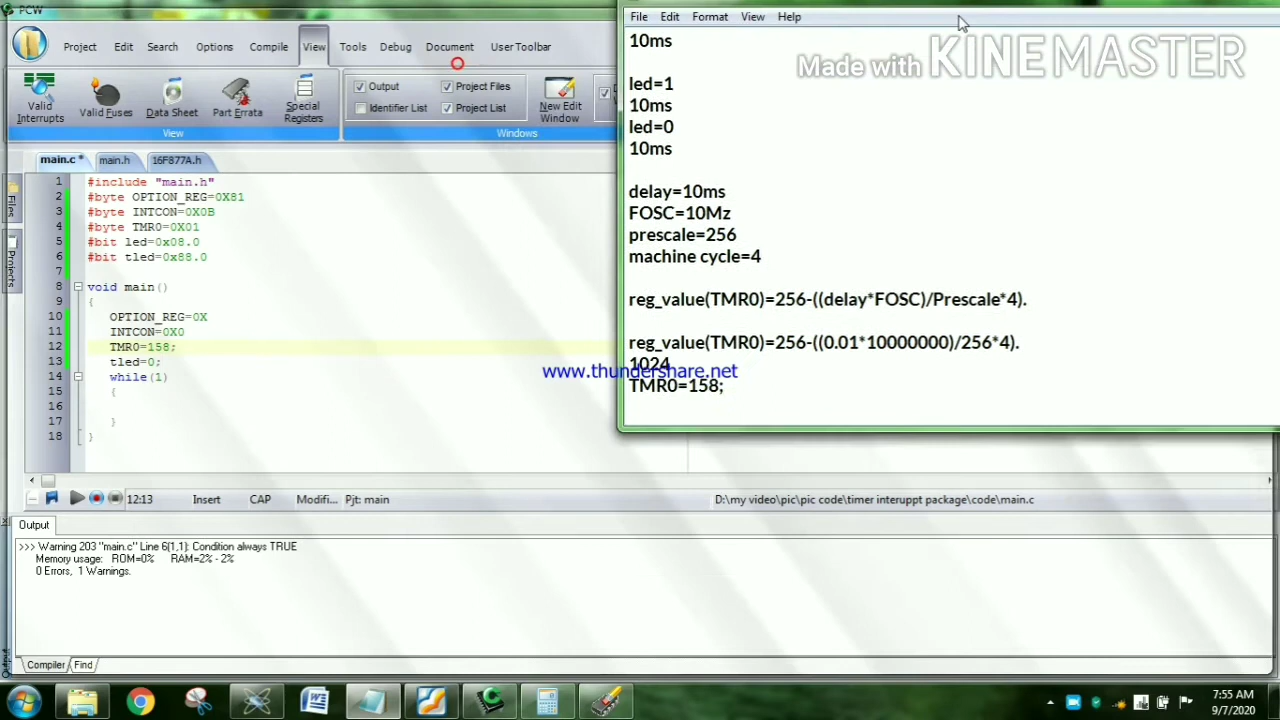 PCW
Project Edit Search Options Compile View Tools Debug Document User Toolbar
Valid Interrupts
Valid Fuses
Data Sheet
Part Errata
Special Registers
View
Output
Project Files
Identifier List
Project List
New Edit Window
Windows
File Edit Format View Help
Made with KINEMASTER
10ms
led=1
10ms
led=0
10ms
delay=10ms
FOSC=10Mz
prescale=256
machine cycle=4
reg_value(TMR0)=256-((delay*FOSC)/Prescale*4).
reg_value(TMR0)=256-((0.01*10000000)/256*4).
1024
TMR0=158;
www.thundershare.net
Files
Projects
main.c * main.h 16F877A.h
1 #include "main.h"
2 #byte OPTION_REG=0X81
3 #byte INTCON=0X0B
4 #byte TMR0=0X01
5 #bit led=0x08.0
6 #bit tled=0x88.0
7
8 void main()
9 {
10 OPTION_REG=0X
11 INTCON=0X0
12 TMR0=158;
13 tled=0;
14 while(1)
15 {
16
17 }
18 }
12:13 Insert CAP Modifi... Pjt: main D:\my video\pic\pic code\timer interuppt package\code\main.c
Output
>>> Warning 203 "main.c" Line 6(1,1): Condition always TRUE
Memory usage: ROM=0% RAM=2% - 2%
0 Errors, 1 Warnings.
Output
Compiler Find
7:55 AM
9/7/2020